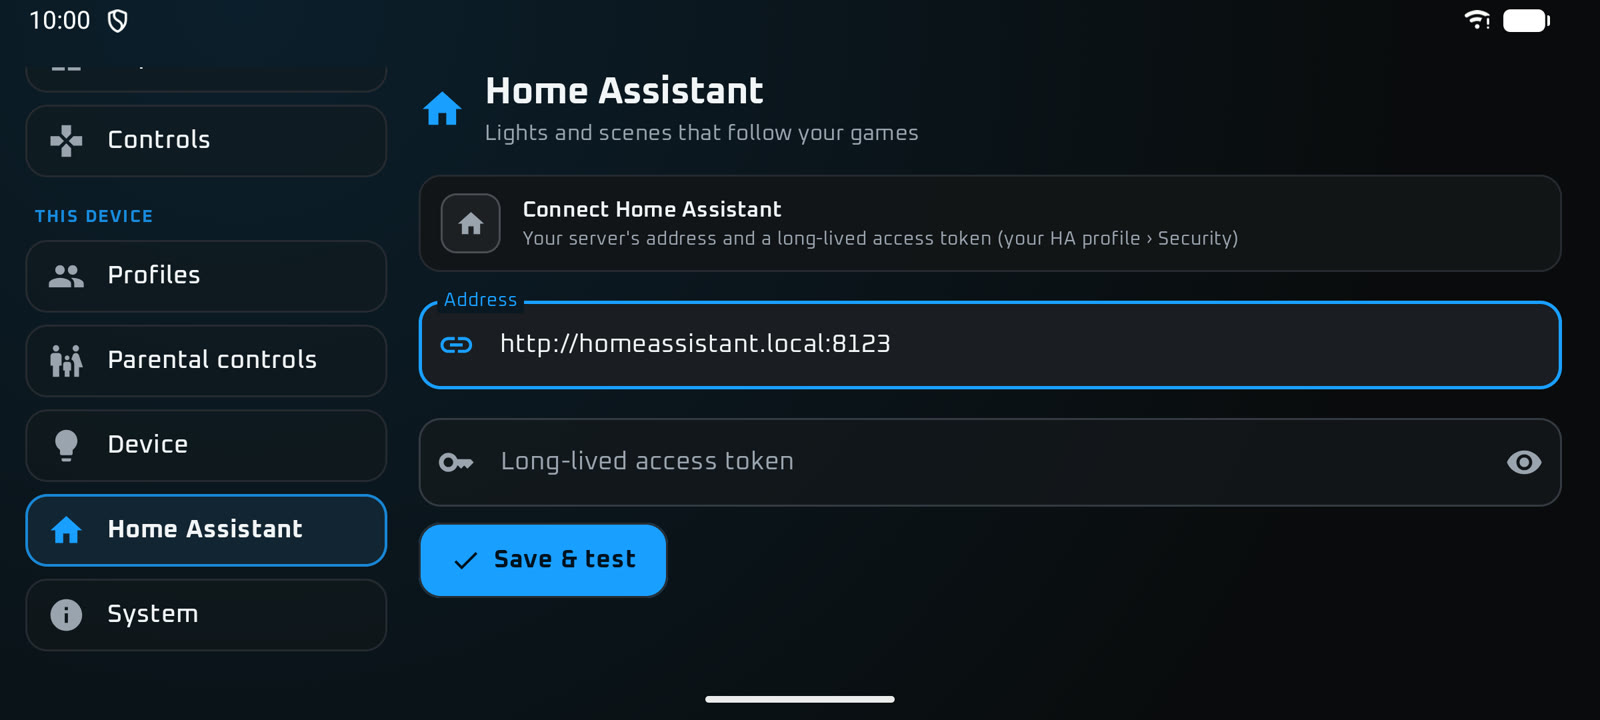 10:00
Controls
THIS DEVICE
Profiles
Parental controls
Device
Home Assistant
System
Home Assistant
Lights and scenes that follow your games
Connect Home Assistant
Your server's address and a long-lived access token (your HA profile › Security)
Address
http://homeassistant.local:8123
Long-lived access token
Save & test